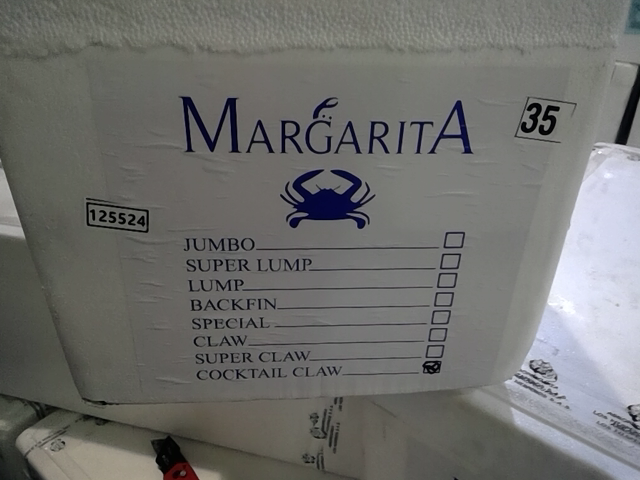 MARGARITA
35
125524
JUMBO
SUPER LUMP
LUMP
BACKFIN
SPECIAL
CLAW
SUPER CLAW
COCKTAIL CLAW